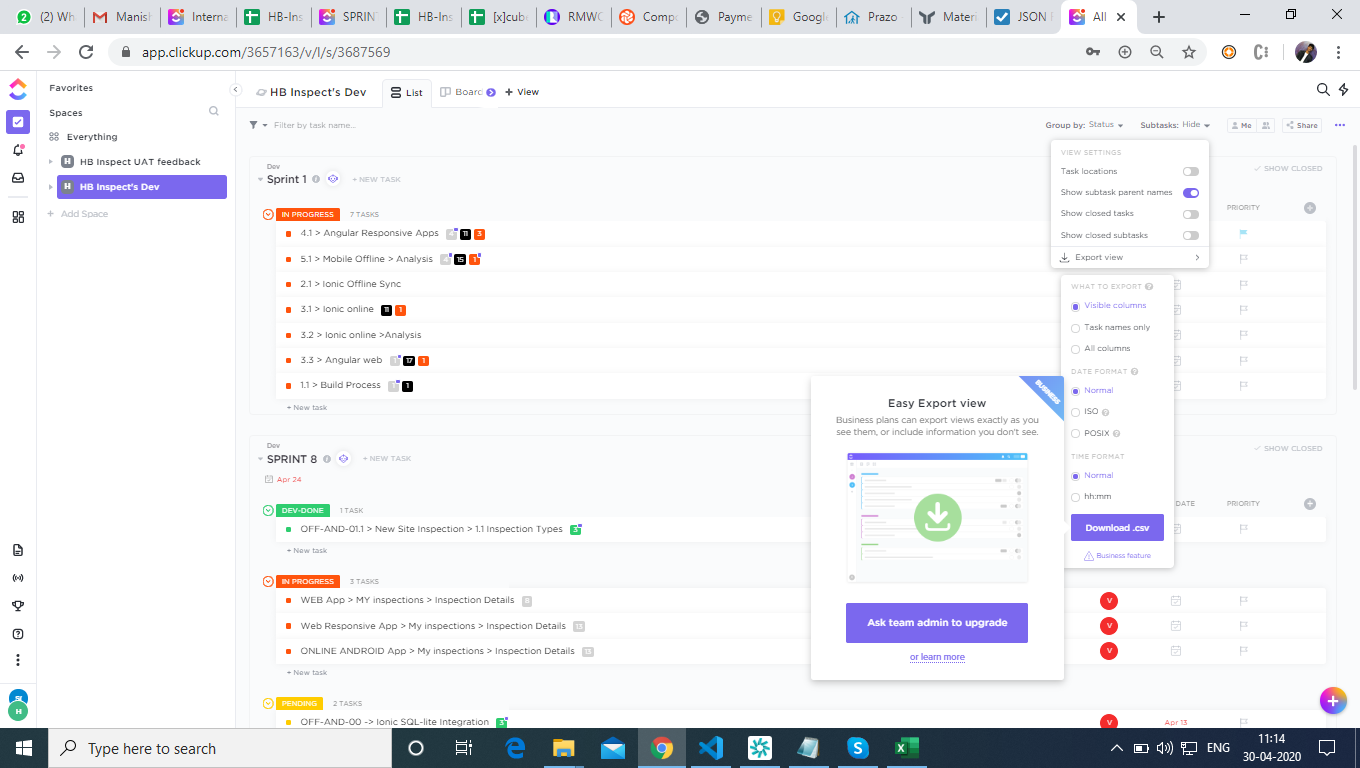 (2) Wh
Manish
Interna
HB-Ins
SPRINT
HB-Ins
[x]cub
RMWC
Compo
Payme
Google
Prazo
Materi
JSON F
All
app.clickup.com/3657163/v/l/s/3687569
Favorites
Spaces
Everything
H HB Inspect UAT feedback
H HB Inspect's Dev
+ Add Space
HB Inspect's Dev
List
Board
+ View
Filter by task name...
Group by: Status
Subtasks: Hide
Me
Share
Dev
Sprint 1
+ NEW TASK
SHOW CLOSED
IN PROGRESS 7 TASKS
PRIORITY
4.1 > Angular Responsive Apps 4 11 3
5.1 > Mobile Offline > Analysis 4 15 1
2.1 > Ionic Offline Sync
3.1 > Ionic online 11 1
3.2 > Ionic online >Analysis
3.3 > Angular web 1 17 1
1.1 > Build Process 1 1
+ New task
VIEW SETTINGS
Task locations
Show subtask parent names
Show closed tasks
Show closed subtasks
Export view
WHAT TO EXPORT ?
Visible columns
Task names only
All columns
DATE FORMAT ?
Normal
ISO ?
POSIX ?
TIME FORMAT
Normal
hh:mm
Download .csv
Business feature
BUSINESS
Easy Export view
Business plans can export views exactly as you
see them, or include information you don't see.
Ask team admin to upgrade
or learn more
Dev
SPRINT 8
+ NEW TASK
SHOW CLOSED
Apr 24
DEV-DONE 1 TASK
DATE
PRIORITY
OFF-AND-01.1 > New Site Inspection > 1.1 Inspection Types 3
+ New task
IN PROGRESS 3 TASKS
WEB App > MY inspections > Inspection Details 8
V
Web Responsive App > My inspections > Inspection Details 13
V
ONLINE ANDROID App > My inspections > Inspection Details 13
V
+ New task
PENDING 2 TASKS
OFF-AND-00 -> Ionic SQL-lite Integration 3
V
Apr 13
H
Type here to search
ENG
11:14
30-04-2020